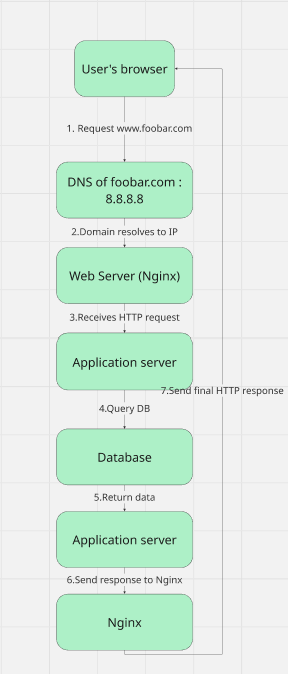 User's browser
1. Request www.foobar.com
DNS of foobar.com :
8.8.8.8
2.Domain resolves to IP
Web Server (Nginx)
3.Receives HTTP request
Application server
7.Send final HTTP response
4.Query DB
Database
5.Return data
Application server
6.Send response to Nginx
Nginx